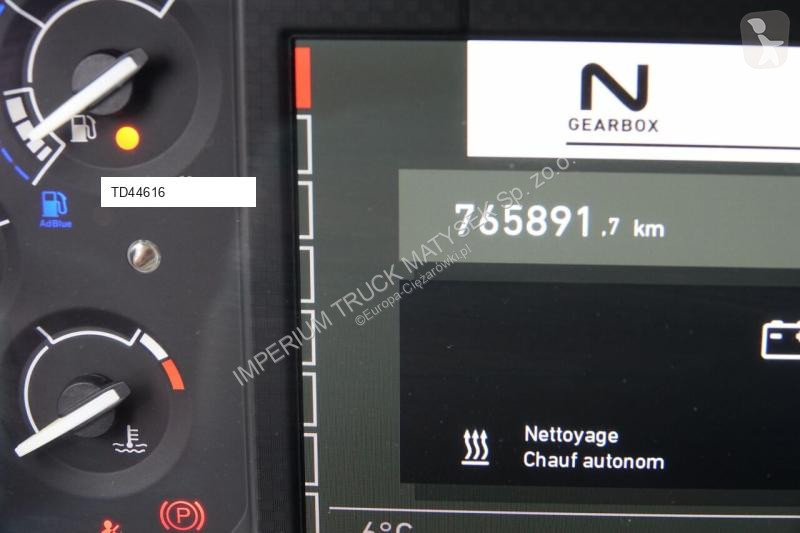 N
GEARBOX
TD44616
AdBlue
765891.7 km
IMPERIUM TRUCK MATYSEK Sp. zo.o.
©Europa-Ciężarówki.pl
Nettoyage
Chauf autonom
P